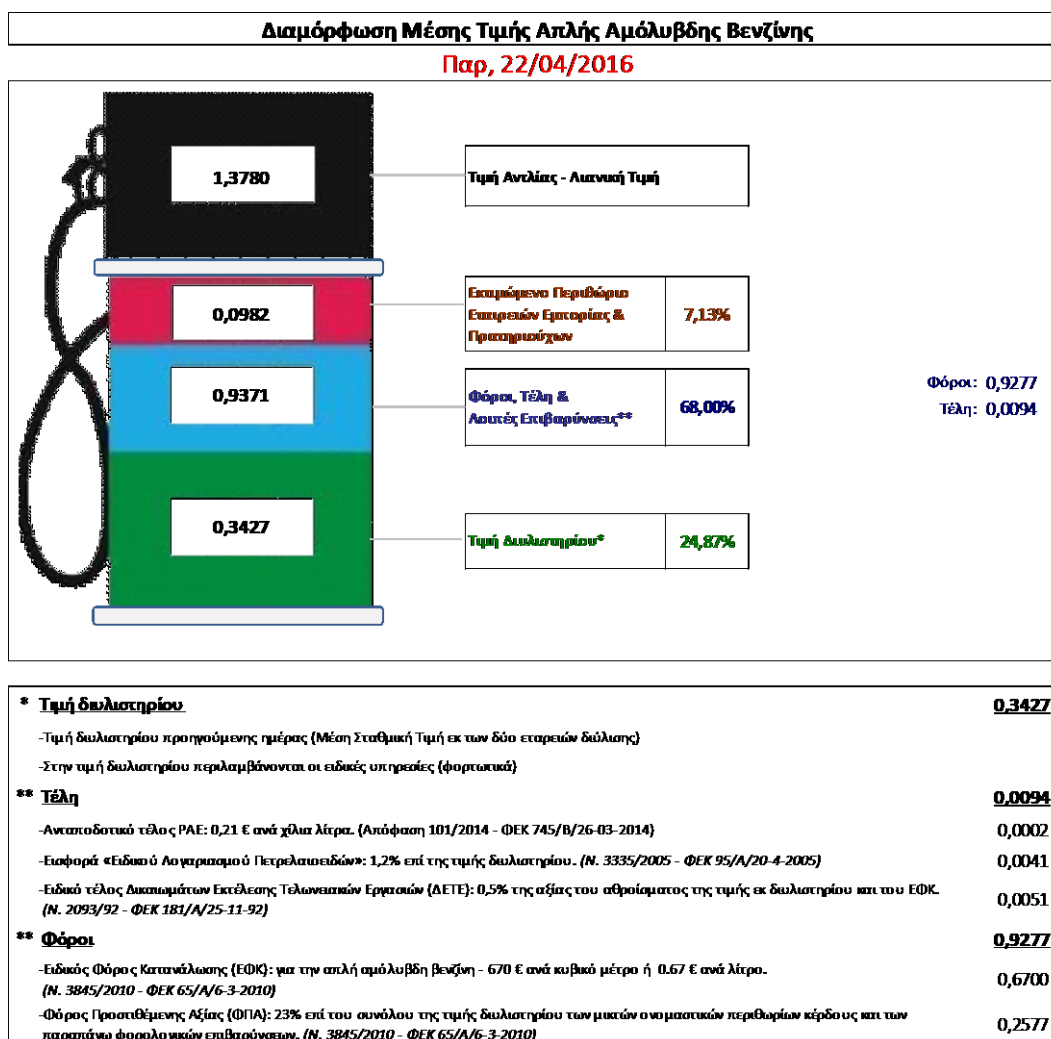 Διαμόρφωση Μέσης Τιμής Απλής Αμόλυβδης Βενζίνης
Παρ, 22/04/2016
1,3780
Τιμή Αντλίας - Λιανική Τιμή
0,0982
Εκτιμώμενο Περιθώριο
Εταιρειών Εμπορίας &
Πρατηριούχων
7,13%
0,9371
Φόροι, Τέλη &
Λοιπές Επιβαρύνσεις**
68,00%
Φόροι: 0,9277
Τέλη: 0,0094
0,3427
Τιμή Διυλιστηρίου*
24,87%
* Τιμή διυλιστηρίου 0,3427
-Τιμή διυλιστηρίου προηγούμενης ημέρας (Μέση Σταθμική Τιμή εκ των δύο εταρειών διύλισης)
-Στην τιμή διυλιστηρίου περιλαμβάνονται οι ειδικές υπηρεσίες (φορτωτικά)
** Τέλη 0,0094
-Ανταποδοτικό τέλος ΡΑΕ: 0,21 € ανά χίλια λίτρα. (Απόφαση 101/2014 - ΦΕΚ 745/Β/26-03-2014) 0,0002
-Εισφορά «Ειδικού Λογαριασμού Πετρελαιοειδών»: 1,2% επί της τιμής διυλιστηρίου. (Ν. 3335/2005 - ΦΕΚ 95/Α/20-4-2005) 0,0041
-Ειδικό τέλος Δικαιωμάτων Εκτέλεσης Τελωνειακών Εργασιών (ΔΕΤΕ): 0,5% της αξίας του αθροίσματος της τιμής εκ διυλιστηρίου και του ΕΦΚ. 0,0051
(Ν. 2093/92 - ΦΕΚ 181/Α/25-11-92)
** Φόροι 0,9277
-Ειδικός Φόρος Κατανάλωσης (ΕΦΚ): για την απλή αμόλυβδη βενζίνη - 670 € ανά κυβικό μέτρο ή 0.67 € ανά λίτρο. 0,6700
(Ν. 3845/2010 - ΦΕΚ 65/Α/6-3-2010)
-Φόρος Προστιθέμενης Αξίας (ΦΠΑ): 23% επί του συνόλου της τιμής διυλιστηρίου των μικτών ονομαστικών περιθωρίων κέρδους και των 0,2577
παραπάνω φορολογικών επιβαρύνσεων. (Ν. 3845/2010 - ΦΕΚ 65/Α/6-3-2010)